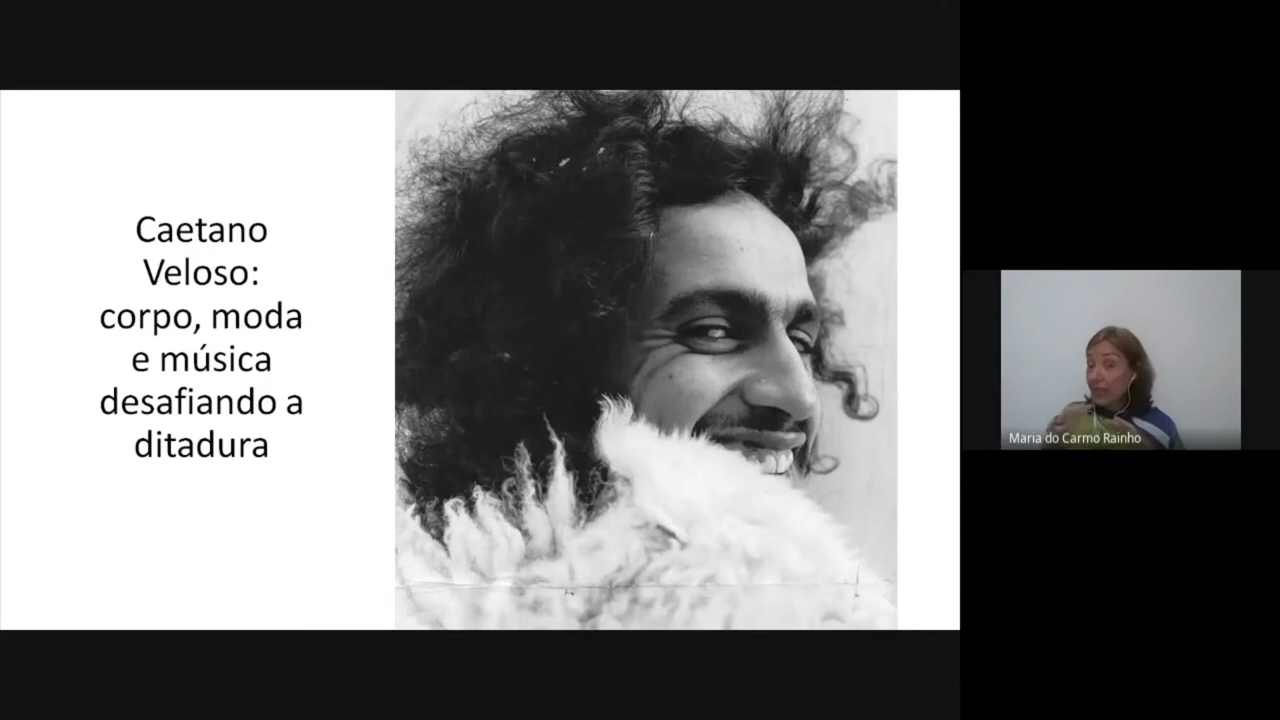 Caetano
Veloso:
corpo, moda
e música
desafiando a
ditadura
Maria do Carmo Rainho